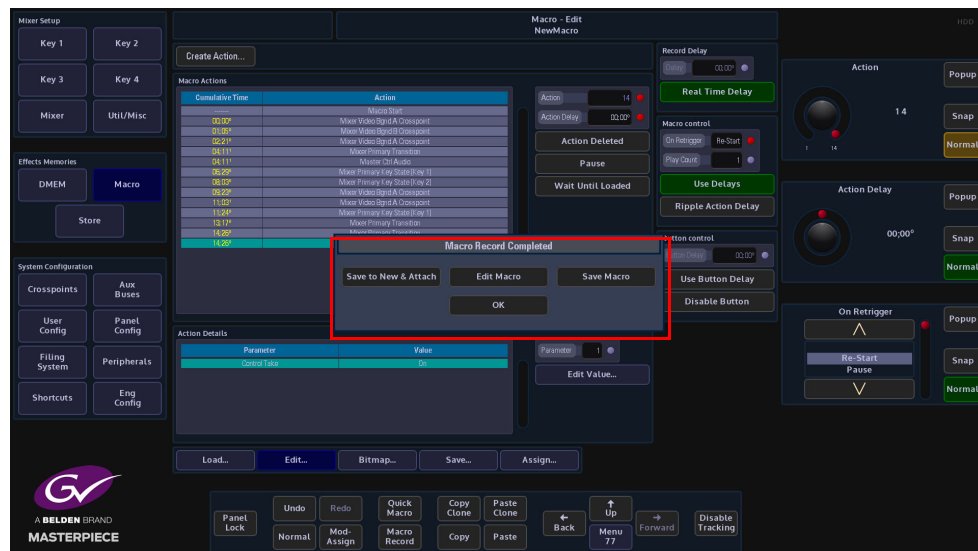 Mixer Setup
Macro - Edit
NewMacro
HDD
Key 1
Key 2
Key 3
Key 4
Mixer
Util/Misc
Effects Memories
DMEM
Macro
Store
System Configuration
Crosspoints
Aux
Buses
User
Config
Panel
Config
Filing
System
Peripherals
Shortcuts
Eng
Config
A BELDEN BRAND
MASTERPIECE
Create Action...
Macro Actions
Cumulative Time Action
------ Macro Start
00;00° Mixer Video Bgnd A Crosspoint
01;05° Mixer Video Bgnd B Crosspoint
02;21° Mixer Video Bgnd A Crosspoint
04;11° Mixer Primary Transition
04;11° Master Ctrl Audio
06;29° Mixer Primary Key State (Key 1)
08;03° Mixer Primary Key State (Key 2)
09;23° Mixer Video Bgnd A Crosspoint
11;03° Mixer Video Bgnd A Crosspoint
11;24° Mixer Primary Key State (Key 1)
13;17° Mixer Primary Transition
14;26° Mixer Primary Transition
14;26°
Action 14
Action Delay 00;00°
Action Deleted
Pause
Wait Until Loaded
Macro Record Completed
Save to New & Attach
Edit Macro
Save Macro
OK
Action Details
Parameter Value
Control Take On
Parameter 1
Edit Value...
Record Delay
Delay 00;00°
Real Time Delay
Macro control
On Retrigger Re-Start
Play Count 1
Use Delays
Ripple Action Delay
Button control
Button Delay 00;00°
Use Button Delay
Disable Button
Action
14
1 14
Popup
Snap
Normal
Action Delay
00;00°
Popup
Snap
Normal
On Retrigger
Re-Start
Pause
Popup
Snap
Normal
Load...
Edit...
Bitmap...
Save...
Assign...
Panel
Lock
Undo
Redo
Normal
Mod-
Assign
Quick
Macro
Macro
Record
Copy
Clone
Paste
Clone
Copy
Paste
Back
Up
Menu
77
Forward
Disable
Tracking